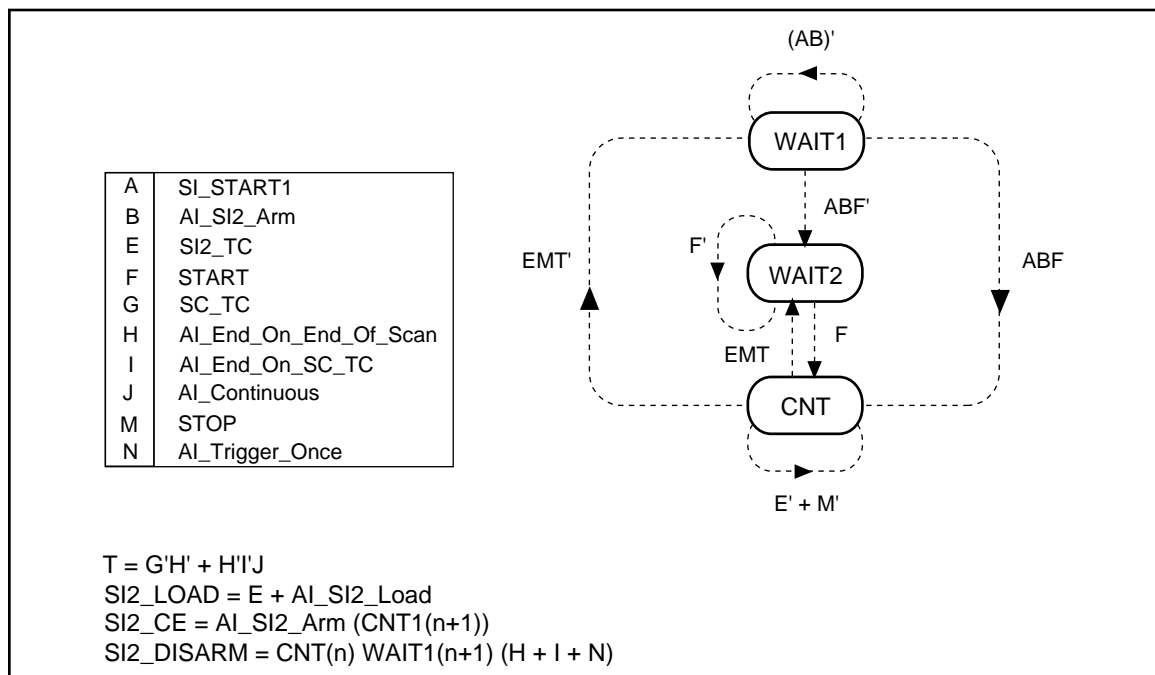 (AB)'
WAIT1
A SI_START1
B AI_SI2_Arm
E SI2_TC
F START
G SC_TC
H AI_End_On_End_Of_Scan
I AI_End_On_SC_TC
J AI_Continuous
M STOP
N AI_Trigger_Once
ABF'
F'
EMT'
WAIT2
ABF
EMT
F
CNT
E' + M'
T = G'H' + H'I'J
SI2_LOAD = E + AI_SI2_Load
SI2_CE = AI_SI2_Arm (CNT1(n+1))
SI2_DISARM = CNT(n) WAIT1(n+1) (H + I + N)